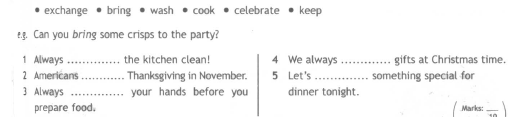 • exchange • bring • wash • cook • celebrate • keep
e.g. Can you bring some crisps to the party?
1 Always .............. the kitchen clean!
2 Americans ............ Thanksgiving in November.
3 Always .............. your hands before you
prepare food.
4 We always ............. gifts at Christmas time.
5 Let's .............. something special for
dinner tonight.
(Marks: __
10